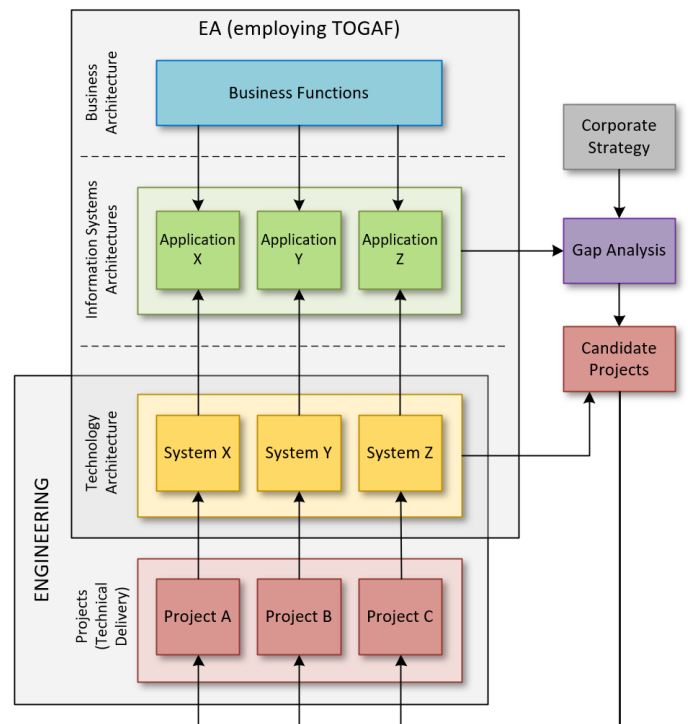 EA (employing TOGAF)
Business
Architecture
Business Functions
Corporate
Strategy
Information Systems
Architectures
Application
X
Application
Y
Application
Z
Gap Analysis
Candidate
Projects
ENGINEERING
Technology
Architecture
System X
System Y
System Z
Projects
(Technical
Delivery)
Project A
Project B
Project C